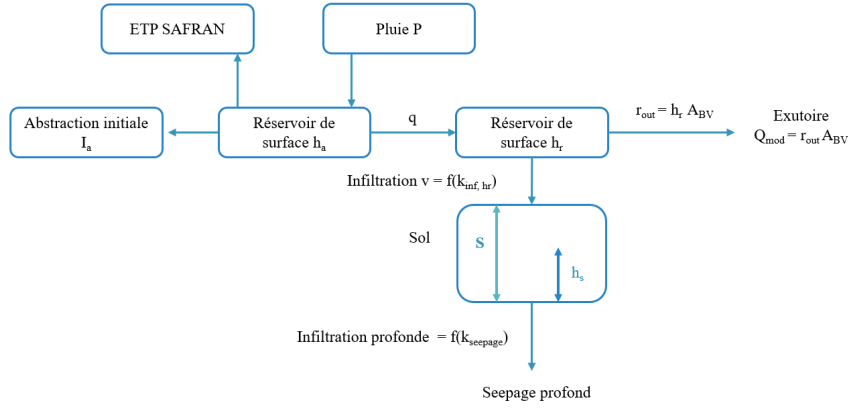 ETP SAFRAN
Pluie P
Abstraction initiale
Ia
Réservoir de
surface ha
q
Réservoir de
surface hr
rout = hr ABV
Exutoire
Qmod = rout ABV
Infiltration v = f(kinf, hr)
Sol
S
hs
Infiltration profonde = f(kseepage)
Seepage profond